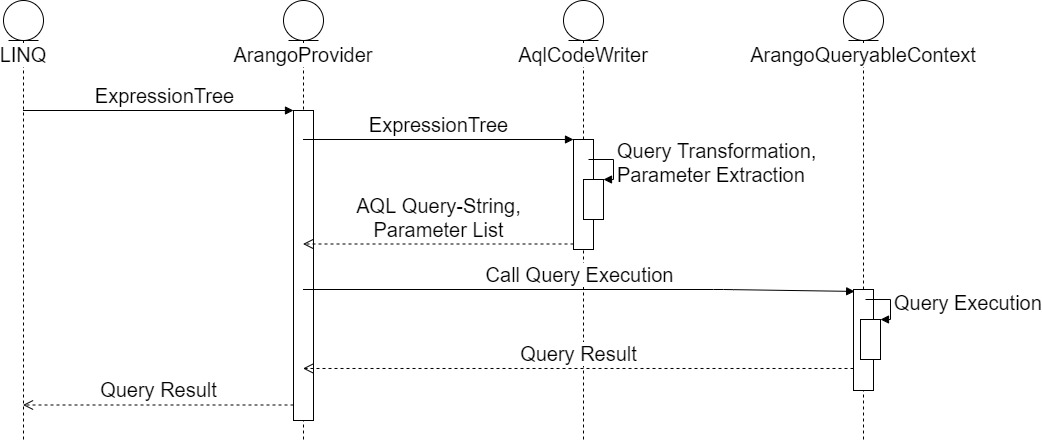 LINQ
ArangoProvider
AqlCodeWriter
ArangoQueryableContext
ExpressionTree
ExpressionTree
Query Transformation,
Parameter Extraction
AQL Query-String,
Parameter List
Call Query Execution
Query Execution
Query Result
Query Result